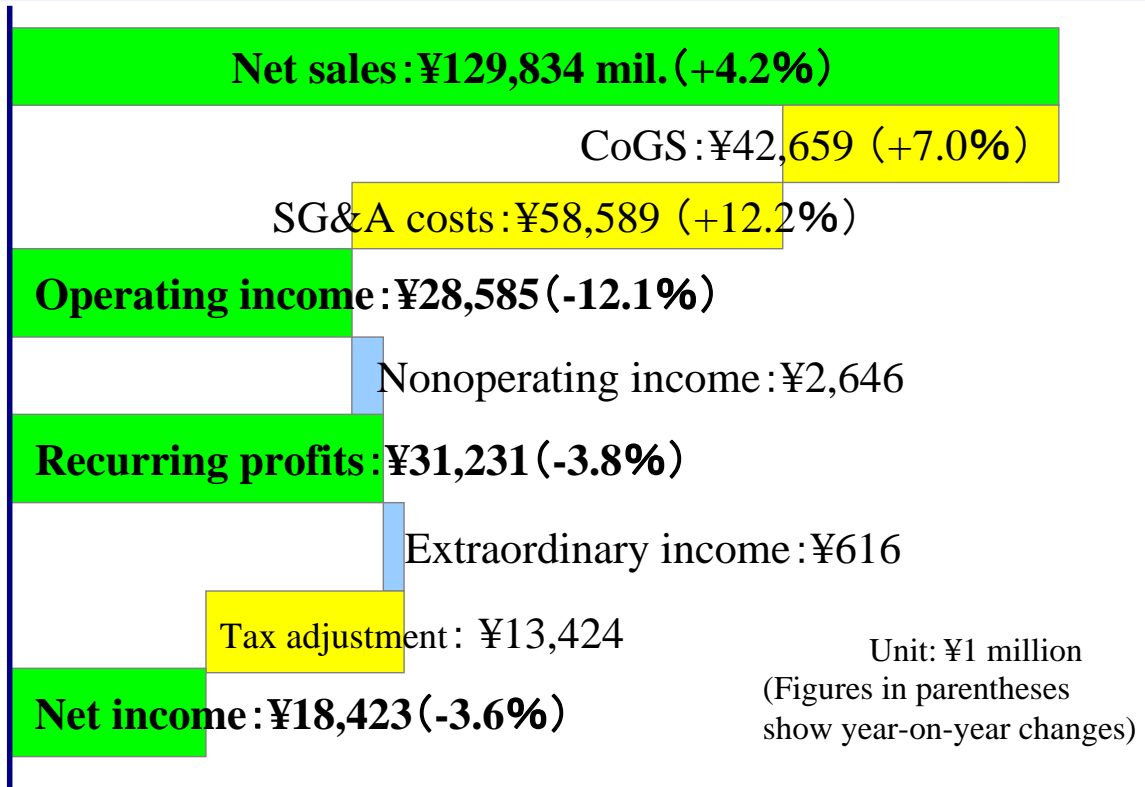 Net sales：¥129,834 mil.（+4.2%）
CoGS：¥42,659（+7.0%）
SG&A costs：¥58,589（+12.2%）
Operating income：¥28,585（-12.1%）
Nonoperating income：¥2,646
Recurring profits：¥31,231（-3.8%）
Extraordinary income：¥616
Tax adjustment： ¥13,424
Unit: ¥1 million
(Figures in parentheses
show year-on-year changes)
Net income：¥18,423（-3.6%）